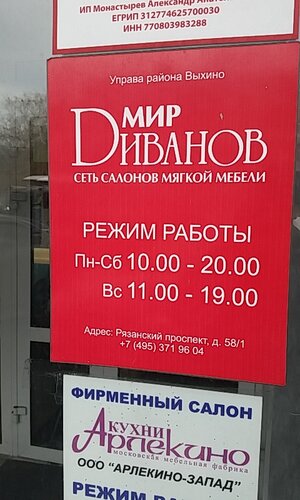 ИП Монастырев Александр
ЕГРИП 312774625700030
ИНН 770803983288
Управа района Выхино
МИР
DИВАНОВ
СЕТЬ САЛОНОВ МЯГКОЙ МЕБЕЛИ
РЕЖИМ РАБОТЫ
Пн-Сб 10.00 - 20.00
Вс 11.00 - 19.00
Адрес: Рязанский проспект, д. 58/1
+7 (495) 371 96 04
ФИРМЕННЫЙ САЛОН
КУХНИ
Арлекино
московская мебельная фабрика
ООО "АРЛЕКИНО-ЗАПАД"
РЕЖИМ